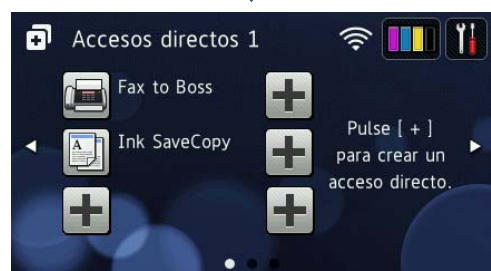 Accesos directos 1
Fax to Boss
Ink SaveCopy
Pulse [ + ]
para crear un
acceso directo.